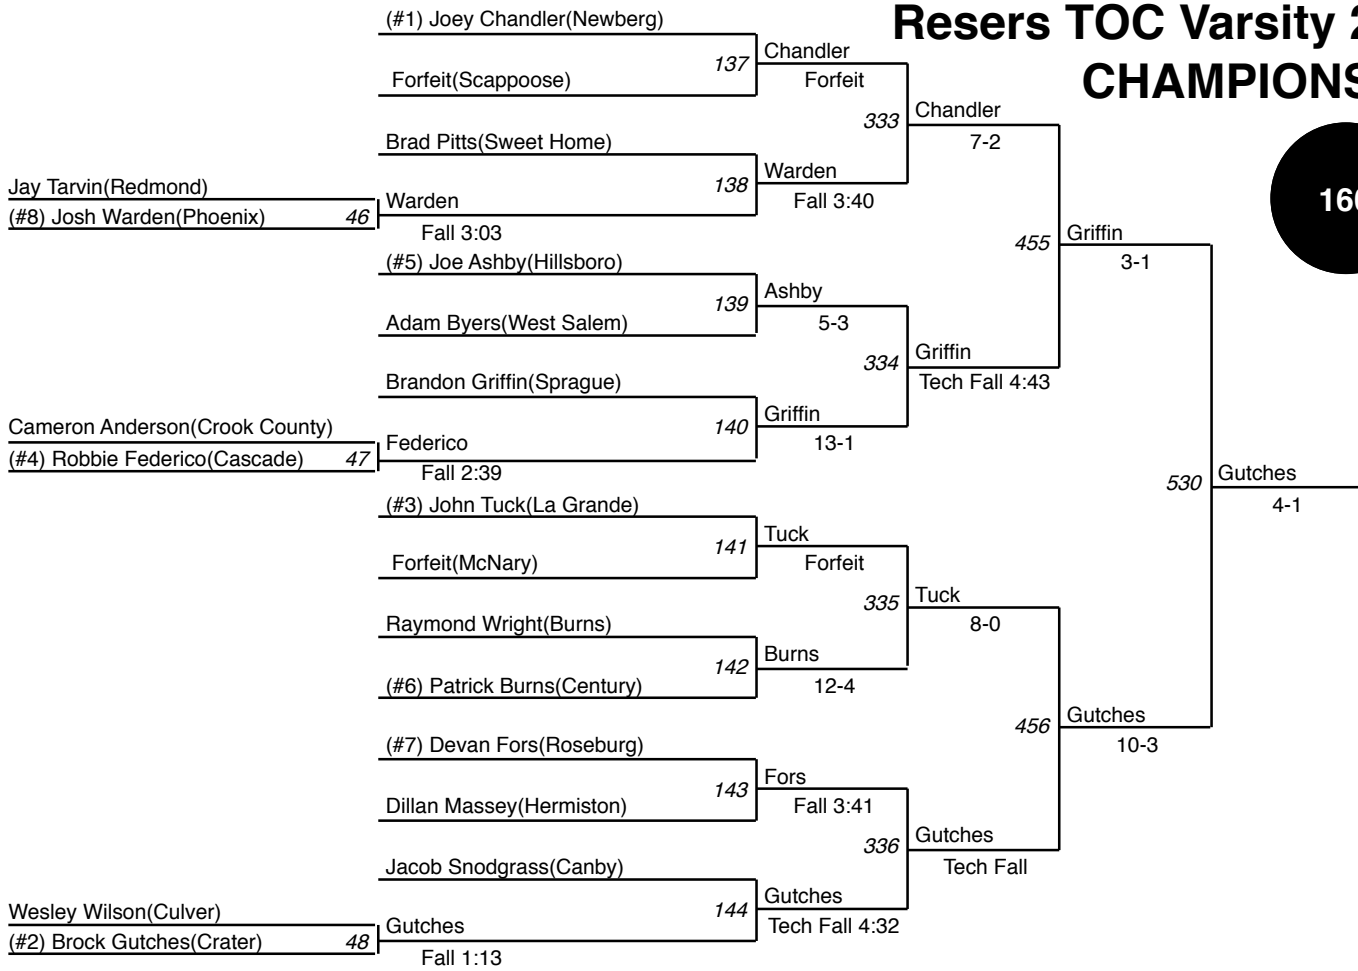 Resers TOC Varsity 2
CHAMPIONS
160
(#1) Joey Chandler(Newberg)
137
Chandler
Forfeit(Scappoose)
Forfeit
333
Chandler
7-2
Brad Pitts(Sweet Home)
138
Warden
Fall 3:40
Jay Tarvin(Redmond)
(#8) Josh Warden(Phoenix)
46
Warden
Fall 3:03
455
Griffin
3-1
(#5) Joe Ashby(Hillsboro)
139
Ashby
5-3
Adam Byers(West Salem)
334
Griffin
Tech Fall 4:43
Brandon Griffin(Sprague)
140
Griffin
13-1
Cameron Anderson(Crook County)
(#4) Robbie Federico(Cascade)
47
Federico
Fall 2:39
530
Gutches
4-1
(#3) John Tuck(La Grande)
141
Tuck
Forfeit
Forfeit(McNary)
335
Tuck
8-0
Raymond Wright(Burns)
142
Burns
12-4
(#6) Patrick Burns(Century)
456
Gutches
10-3
(#7) Devan Fors(Roseburg)
143
Fors
Fall 3:41
Dillan Massey(Hermiston)
336
Gutches
Tech Fall
Jacob Snodgrass(Canby)
144
Gutches
Tech Fall 4:32
Wesley Wilson(Culver)
(#2) Brock Gutches(Crater)
48
Gutches
Fall 1:13